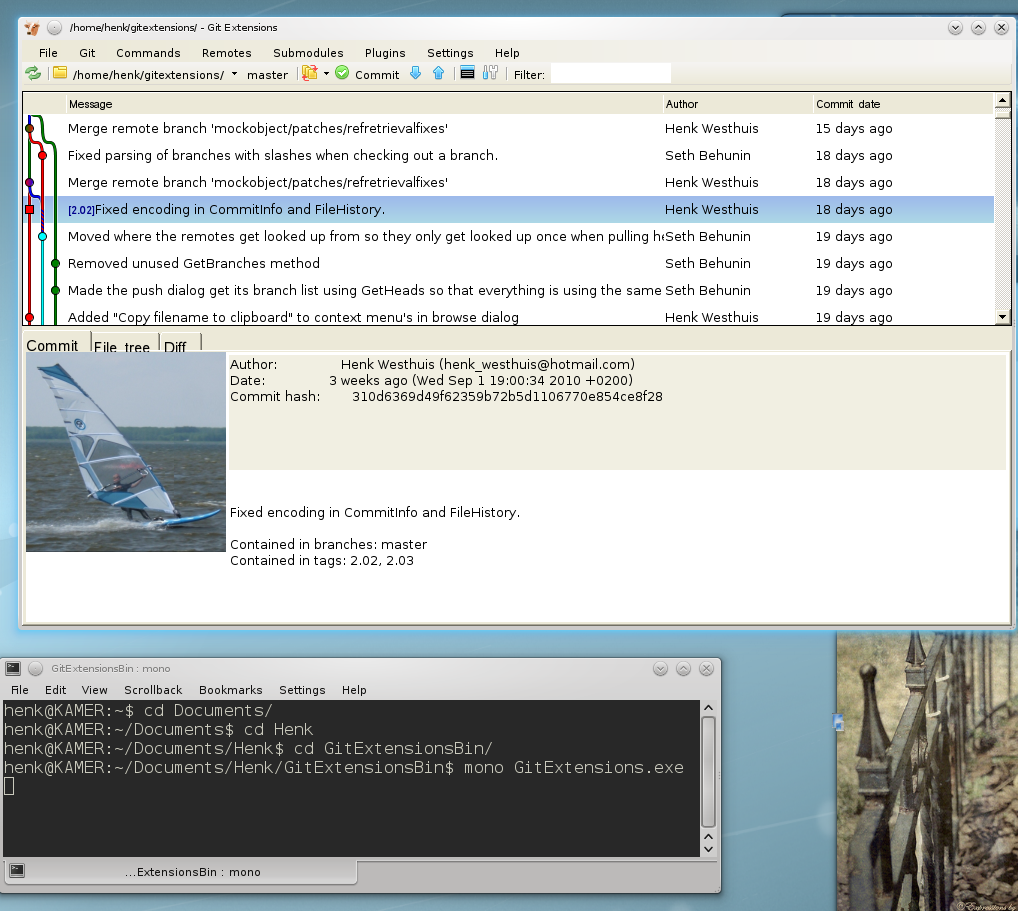 /home/henk/gitextensions/ - Git Extensions
File Git Commands Remotes Submodules Plugins Settings Help
/home/henk/gitextensions/ master Commit Filter:
Message Author Commit date
Merge remote branch 'mockobject/patches/refretrievalfixes' Henk Westhuis 15 days ago
Fixed parsing of branches with slashes when checking out a branch. Seth Behunin 18 days ago
Merge remote branch 'mockobject/patches/refretrievalfixes' Henk Westhuis 18 days ago
[2.02]Fixed encoding in CommitInfo and FileHistory. Henk Westhuis 18 days ago
Moved where the remotes get looked up from so they only get looked up once when pulling he Seth Behunin 19 days ago
Removed unused GetBranches method Seth Behunin 19 days ago
Made the push dialog get its branch list using GetHeads so that everything is using the same Seth Behunin 19 days ago
Added "Copy filename to clipboard" to context menu's in browse dialog Henk Westhuis 19 days ago
Commit File tree Diff
Author: Henk Westhuis (henk_westhuis@hotmail.com)
Date: 3 weeks ago (Wed Sep 1 19:00:34 2010 +0200)
Commit hash: 310d6369d49f62359b72b5d1106770e854ce8f28
Fixed encoding in CommitInfo and FileHistory.
Contained in branches: master
Contained in tags: 2.02, 2.03
GitExtensionsBin : mono
File Edit View Scrollback Bookmarks Settings Help
henk@KAMER:~$ cd Documents/
henk@KAMER:~/Documents$ cd Henk
henk@KAMER:~/Documents/Henk$ cd GitExtensionsBin/
henk@KAMER:~/Documents/Henk/GitExtensionsBin$ mono GitExtensions.exe
...ExtensionsBin : mono